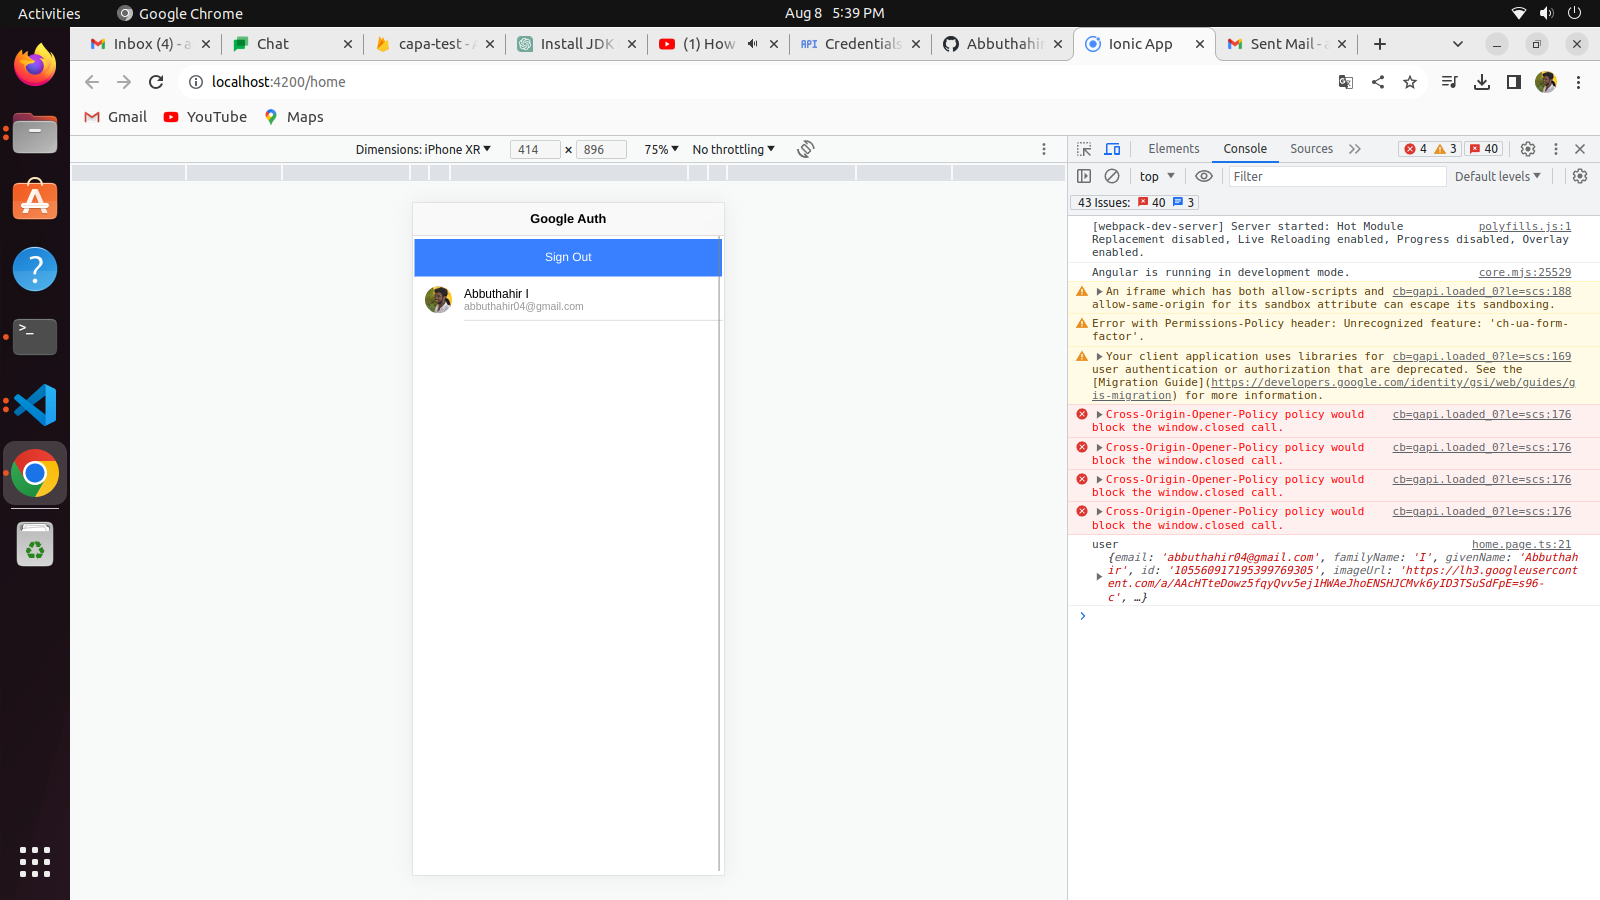 Activities
Google Chrome
Aug 8 5:39 PM
Inbox (4) - a
Chat
capa-test - A
Install JDK
(1) How
Credentials
Abbuthahir
Ionic App
Sent Mail - a
localhost:4200/home
Gmail
YouTube
Maps
Dimensions: iPhone XR
414 × 896
75%
No throttling
Elements
Console
Sources
4 3
40
top
Filter
Default levels
43 Issues: 40 3
Google Auth
Sign Out
Abbuthahir I
abbuthahir04@gmail.com
[webpack-dev-server] Server started: Hot Module polyfills.js:1
Replacement disabled, Live Reloading enabled, Progress disabled, Overlay
enabled.
Angular is running in development mode. core.mjs:25529
An iframe which has both allow-scripts and cb=gapi.loaded_0?le=scs:188
allow-same-origin for its sandbox attribute can escape its sandboxing.
Error with Permissions-Policy header: Unrecognized feature: 'ch-ua-form-
factor'.
Your client application uses libraries for cb=gapi.loaded_0?le=scs:169
user authentication or authorization that are deprecated. See the
[Migration Guide](https://developers.google.com/identity/gsi/web/guides/g
is-migration) for more information.
Cross-Origin-Opener-Policy policy would cb=gapi.loaded_0?le=scs:176
block the window.closed call.
Cross-Origin-Opener-Policy policy would cb=gapi.loaded_0?le=scs:176
block the window.closed call.
Cross-Origin-Opener-Policy policy would cb=gapi.loaded_0?le=scs:176
block the window.closed call.
Cross-Origin-Opener-Policy policy would cb=gapi.loaded_0?le=scs:176
block the window.closed call.
user home.page.ts:21
{email: 'abbuthahir04@gmail.com', familyName: 'I', givenName: 'Abbuthah
ir', id: '105560917195399769305', imageUrl: 'https://lh3.googleusercont
ent.com/a/AAcHTteDowz5fqyQvv5ej1HWAeJhoENSHJCMvk6yID3TSuSdFpE=s96-
c', …}